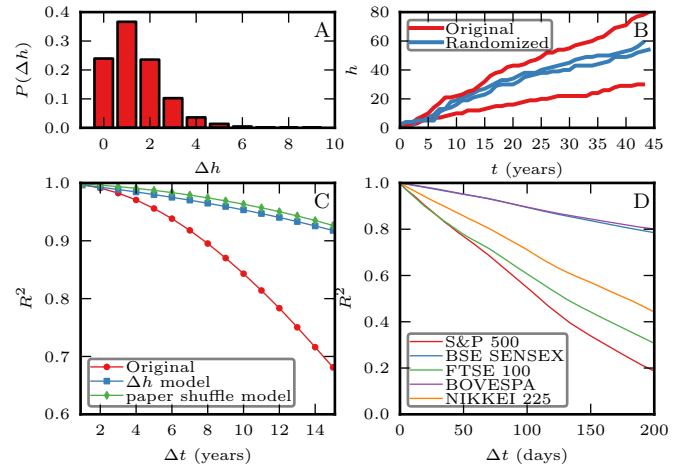 A
P(Δh)
0.4
0.3
0.2
0.1
0.0
0 2 4 6 8 10
Δh
B
Original
Randomized
h
80
60
40
20
0
0 5 10 15 20 25 30 35 40 45
t (years)
C
R²
1.0
0.9
0.8
0.7
0.6
Original
Δh model
paper shuffle model
2 4 6 8 10 12 14
Δt (years)
D
R²
1.0
0.8
0.6
0.4
0.2
0.0
S&P 500
BSE SENSEX
FTSE 100
BOVESPA
NIKKEI 225
0 50 100 150 200
Δt (days)